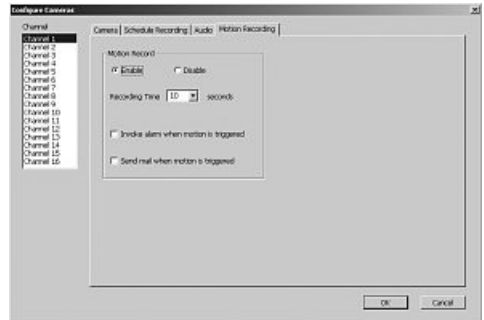 Configure Cameras
Channel
Channel 1
Channel 2
Channel 3
Channel 4
Channel 5
Channel 6
Channel 7
Channel 8
Channel 9
Channel 10
Channel 11
Channel 12
Channel 13
Channel 14
Channel 15
Channel 16
Camera Schedule Recording Audio Motion Recording
Motion Record
Enable Disable
Recording Time 10 seconds
Invoke alarm when motion is triggered
Send mail when motion is triggered
OK Cancel